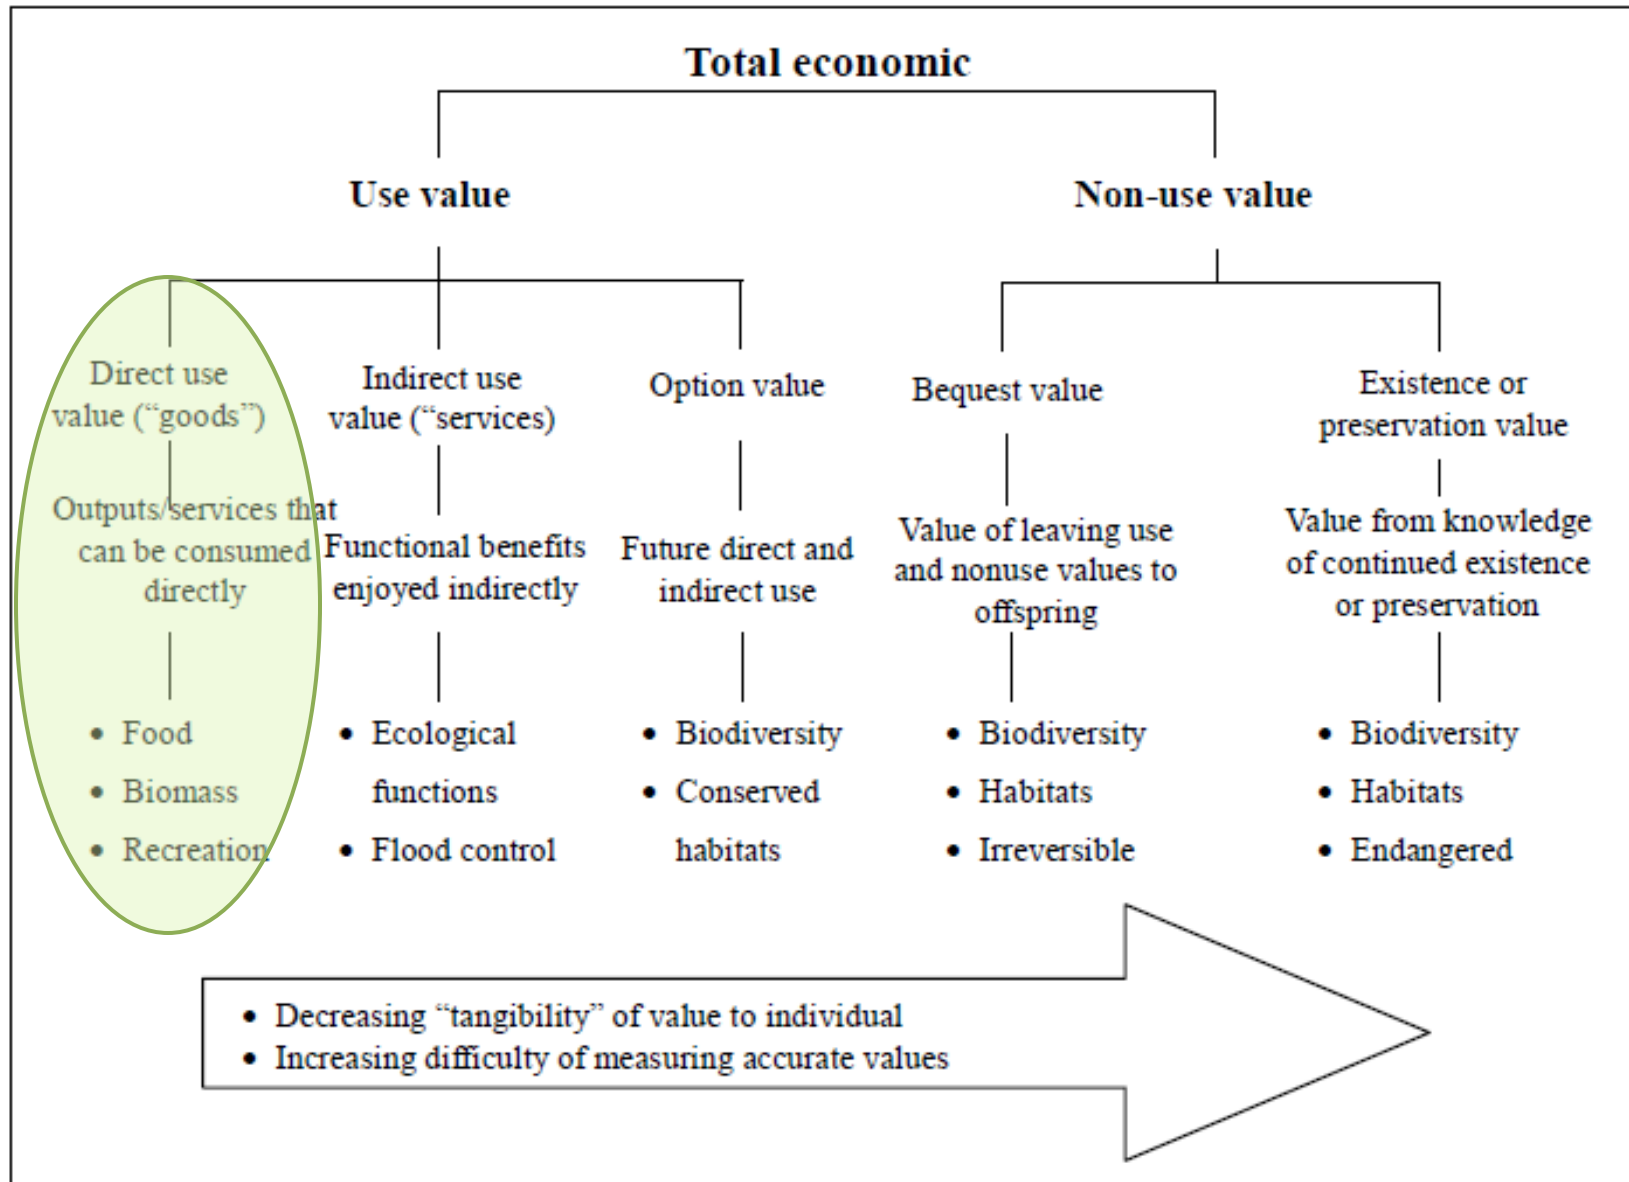 Total economic
Use value
Non-use value
Direct use
value (“goods”)
Indirect use
value (“services)
Option value
Bequest value
Existence or
preservation value
Outputs/services that
can be consumed
directly
Functional benefits
enjoyed indirectly
Future direct and
indirect use
Value of leaving use
and nonuse values to
offspring
Value from knowledge
of continued existence
or preservation
• Food
• Biomass
• Recreation
• Ecological
functions
• Flood control
• Biodiversity
• Conserved
habitats
• Biodiversity
• Habitats
• Irreversible
• Biodiversity
• Habitats
• Endangered
• Decreasing “tangibility” of value to individual
• Increasing difficulty of measuring accurate values